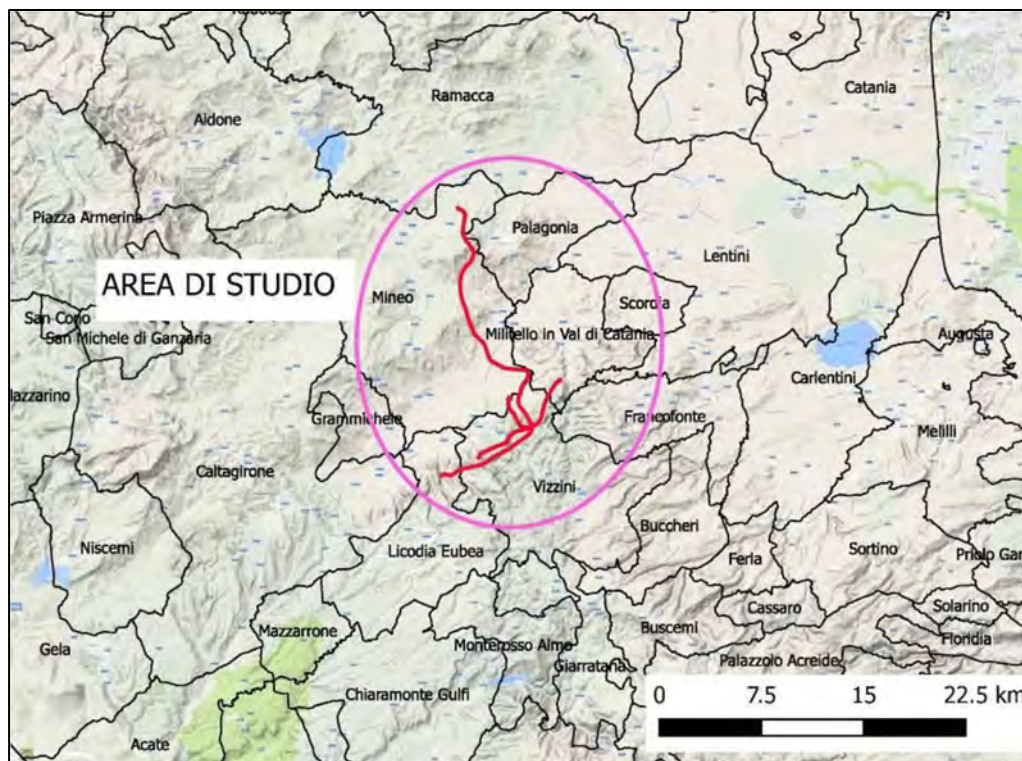 Aidone
Ramacca
Catania
Piazza Armerina
Palagonia
Lentini
AREA DI STUDIO
Mineo
Scordia
San Cono
San Michele di Ganzaria
Militello in Val di Catania
Augusta
Carlentini
Grammichele
Francofonte
Melilli
Caltagirone
Vizzini
Buccheri
Niscemi
Licodia Eubea
Ferla
Sortino
Priolo Gar
Cassaro
Solarino
Mazzarrone
Buscemi
Floridia
Gela
Monterosso Almo
Giarratana
Palazzolo Acreide
Chiaramonte Gulfi
0 7.5 15 22.5 km
Acate